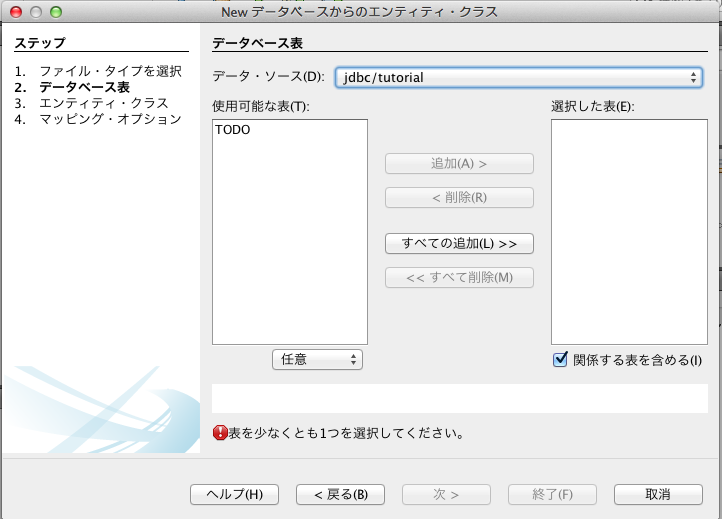 New データベースからのエンティティ・クラス
ステップ
1. ファイル・タイプを選択
2. データベース表
3. エンティティ・クラス
4. マッピング・オプション
データベース表
データ・ソース(D): jdbc/tutorial
使用可能な表(T):
TODO
追加(A) >
< 削除(R)
すべての追加(L) >>
<< すべて削除(M)
任意
選択した表(E):
関係する表を含める(I)
表を少なくとも1つを選択してください。
ヘルプ(H) < 戻る(B) 次 > 終了(F) 取消